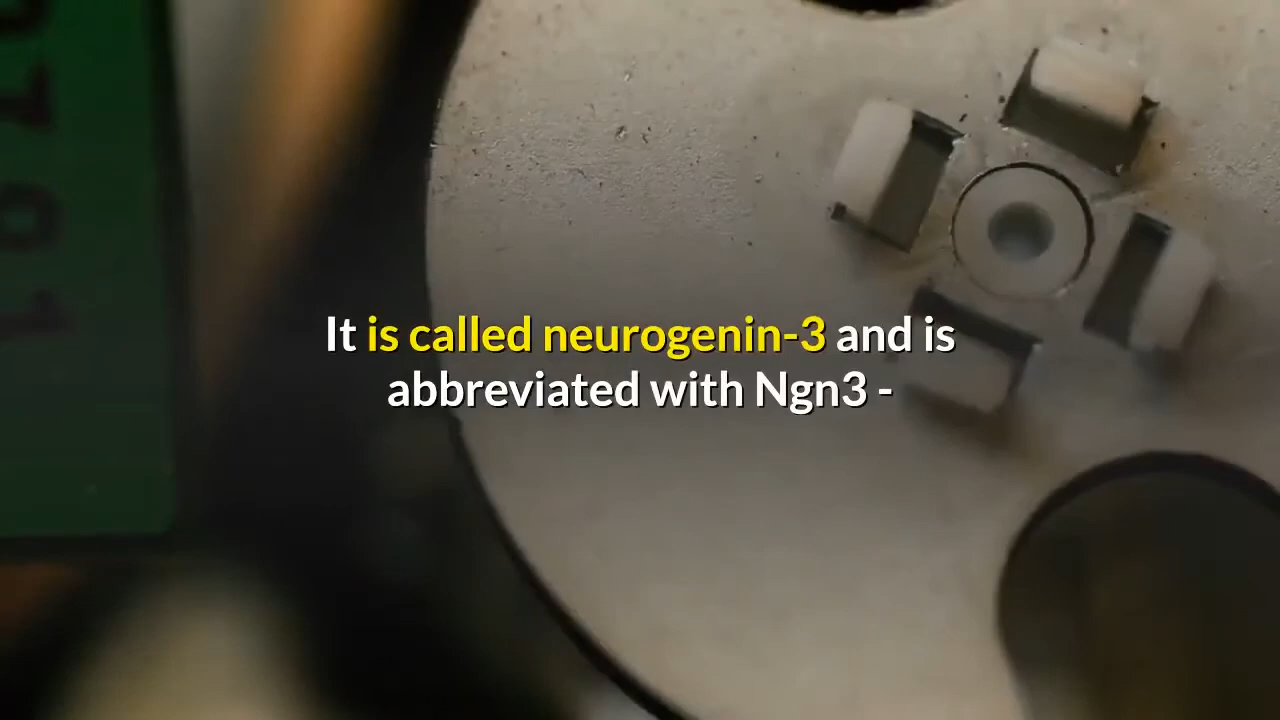 It is called neurogenin-3 and is
abbreviated with Ngn3 -